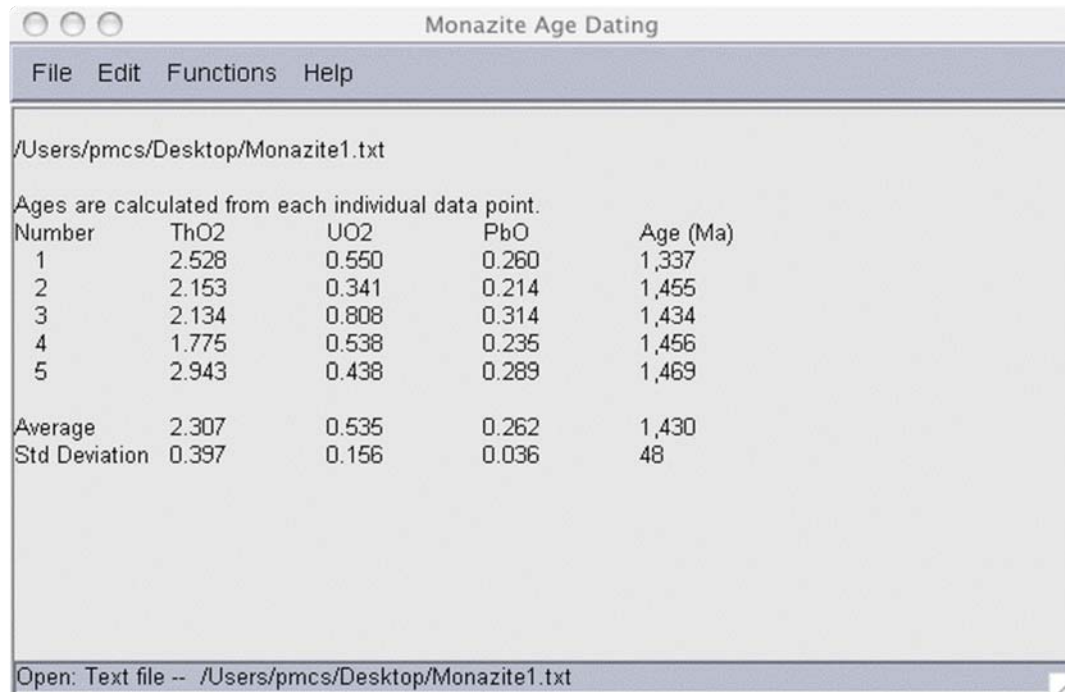 Monazite Age Dating
File Edit Functions Help
/Users/pmcs/Desktop/Monazite1.txt
Ages are calculated from each individual data point.
Number ThO2 UO2 PbO Age (Ma)
1 2.528 0.550 0.260 1,337
2 2.153 0.341 0.214 1,455
3 2.134 0.808 0.314 1,434
4 1.775 0.538 0.235 1,456
5 2.943 0.438 0.289 1,469
Average 2.307 0.535 0.262 1,430
Std Deviation 0.397 0.156 0.036 48
Open: Text file -- /Users/pmcs/Desktop/Monazite1.txt